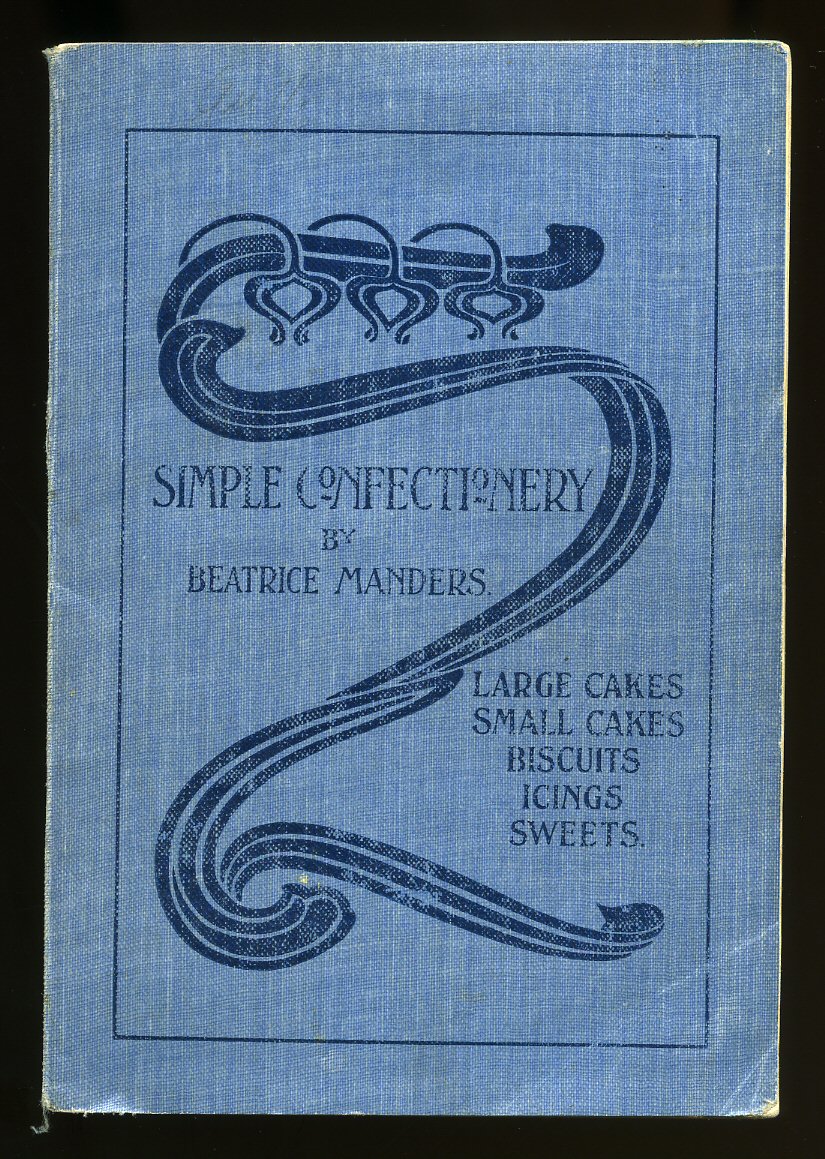 SIMPLE CONFECTIONERY
BY
BEATRICE MANDERS.
LARGE CAKES
SMALL CAKES
BISCUITS
ICINGS
SWEETS.